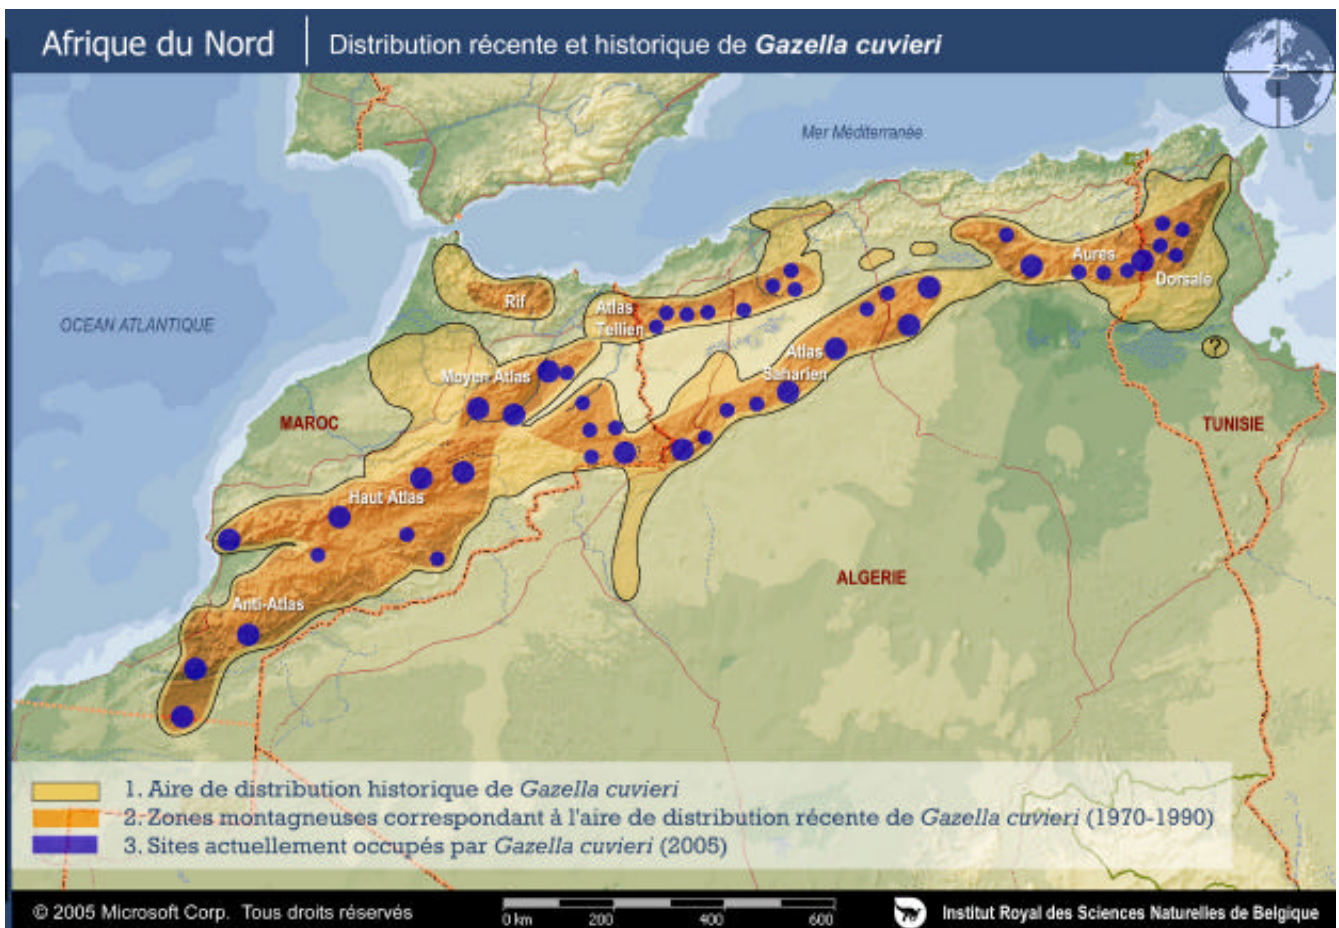 Afrique du Nord
Distribution récente et historique de Gazella cuvieri
Mer Méditerranée
OCEAN ATLANTIQUE
Rif
Atlas
Tellien
Aures
Dorsale
?
Moyen Atlas
Atlas
Saharien
MAROC
TUNISIE
Haut Atlas
ALGERIE
Anti-Atlas
1. Aire de distribution historique de Gazella cuvieri
2. Zones montagneuses correspondant à l'aire de distribution récente de Gazella cuvieri (1970-1990)
3. Sites actuellement occupés par Gazella cuvieri (2005)
© 2005 Microsoft Corp. Tous droits réservés
0 km 200 400 600
Institut Royal des Sciences Naturelles de Belgique